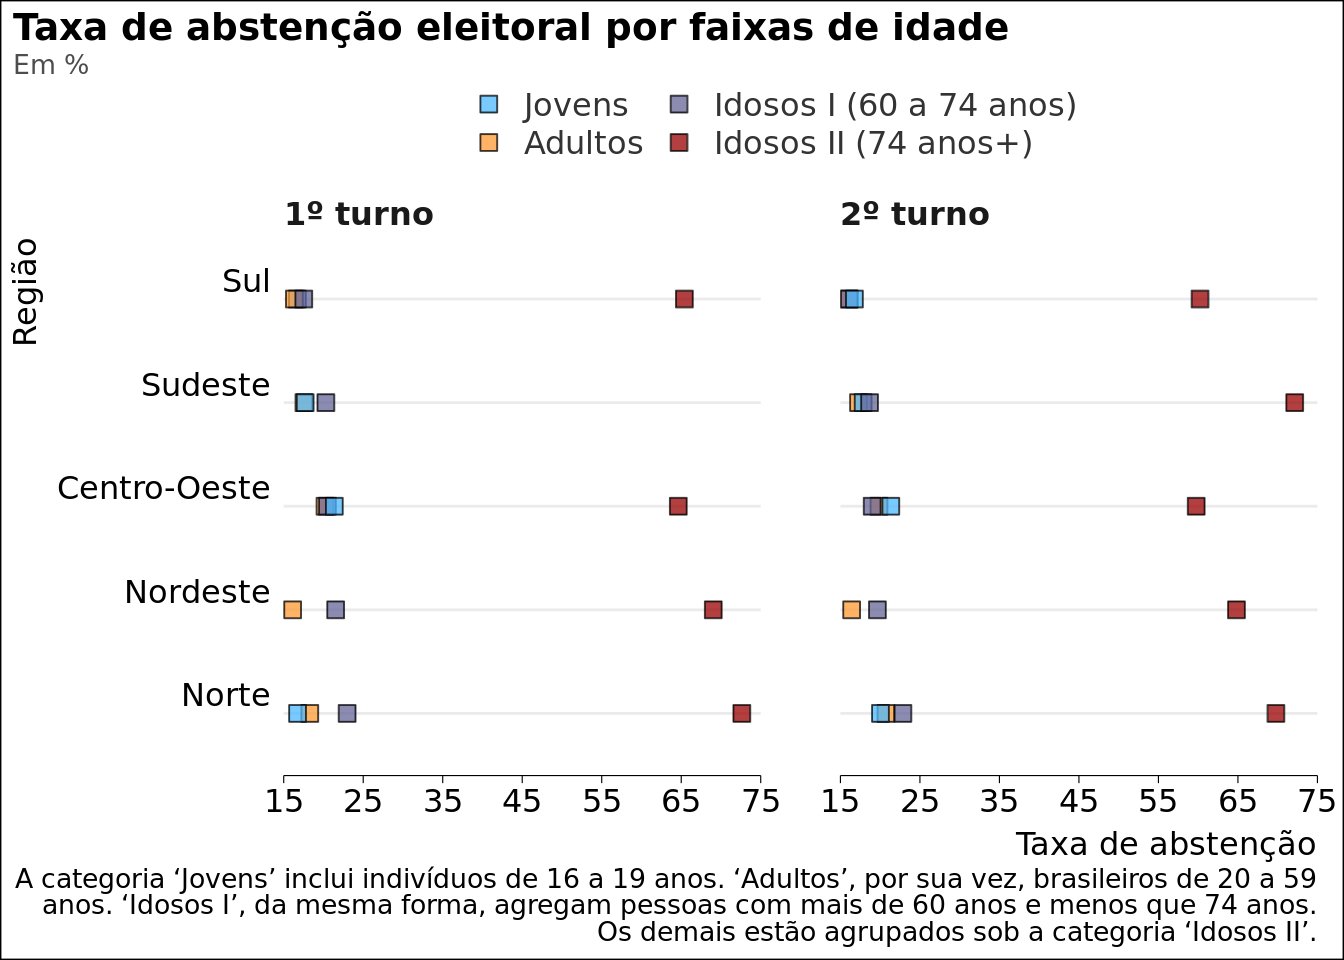 Taxa de abstenção eleitoral por faixas de idade
Em %
Jovens
Idosos I (60 a 74 anos)
Adultos
Idosos II (74 anos+)
1º turno
2º turno
Região
Sul
Sudeste
Centro-Oeste
Nordeste
Norte
15 25 35 45 55 65 75
15 25 35 45 55 65 75
Taxa de abstenção
A categoria ‘Jovens’ inclui indivíduos de 16 a 19 anos. ‘Adultos’, por sua vez, brasileiros de 20 a 59
anos. ‘Idosos I’, da mesma forma, agregam pessoas com mais de 60 anos e menos que 74 anos.
Os demais estão agrupados sob a categoria ‘Idosos II’.